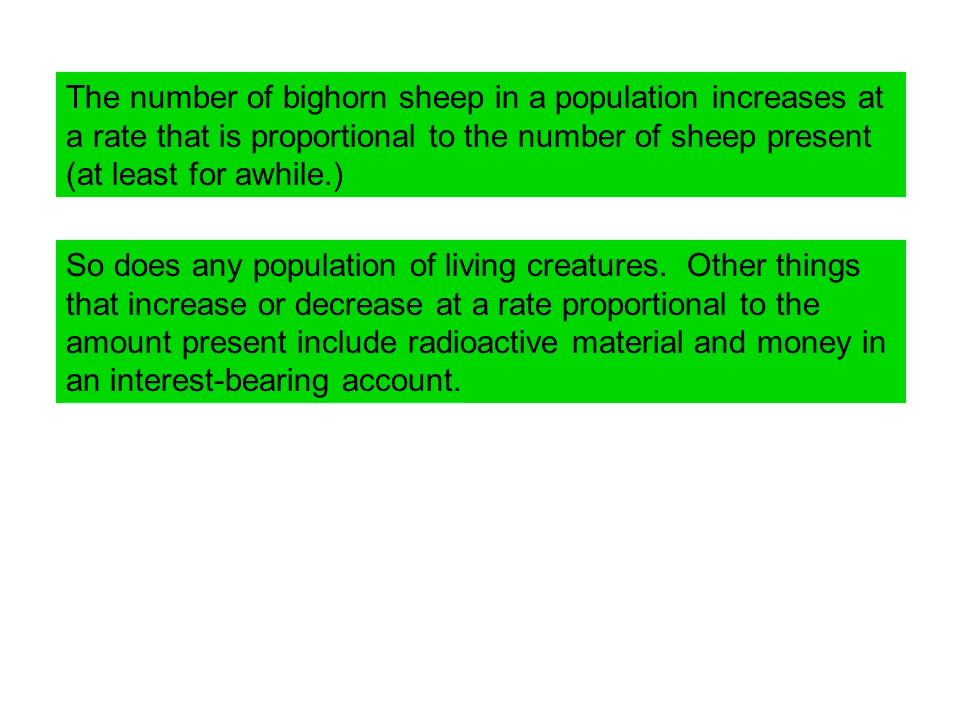 The number of bighorn sheep in a population increases at
a rate that is proportional to the number of sheep present
(at least for awhile.)
So does any population of living creatures.  Other things
that increase or decrease at a rate proportional to the
amount present include radioactive material and money in
an interest-bearing account.